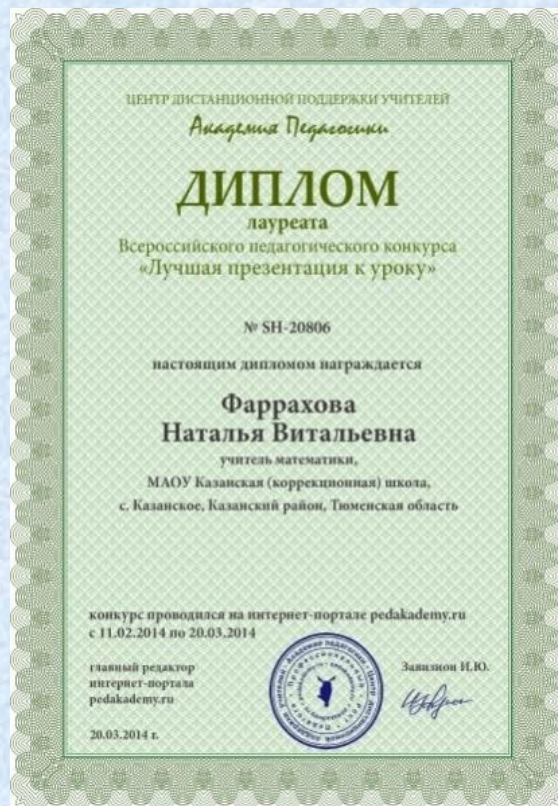 ЦЕНТР ДИСТАНЦИОННОЙ ПОДДЕРЖКИ УЧИТЕЛЕЙ
Академия Педагогики
ДИПЛОМ
лауреата
Всероссийского педагогического конкурса
«Лучшая презентация к уроку»
№ SH-20806
настоящим дипломом награждается
Фаррахова
Наталья Витальевна
учитель математики,
МАОУ Казанская (коррекционная) школа,
с. Казанское, Казанский район, Тюменская область
конкурс проводился на интернет-портале pedakademy.ru
с 11.02.2014 по 20.03.2014
главный редактор
интернет-портала
pedakademy.ru
Завизион И.Ю.
20.03.2014 г.